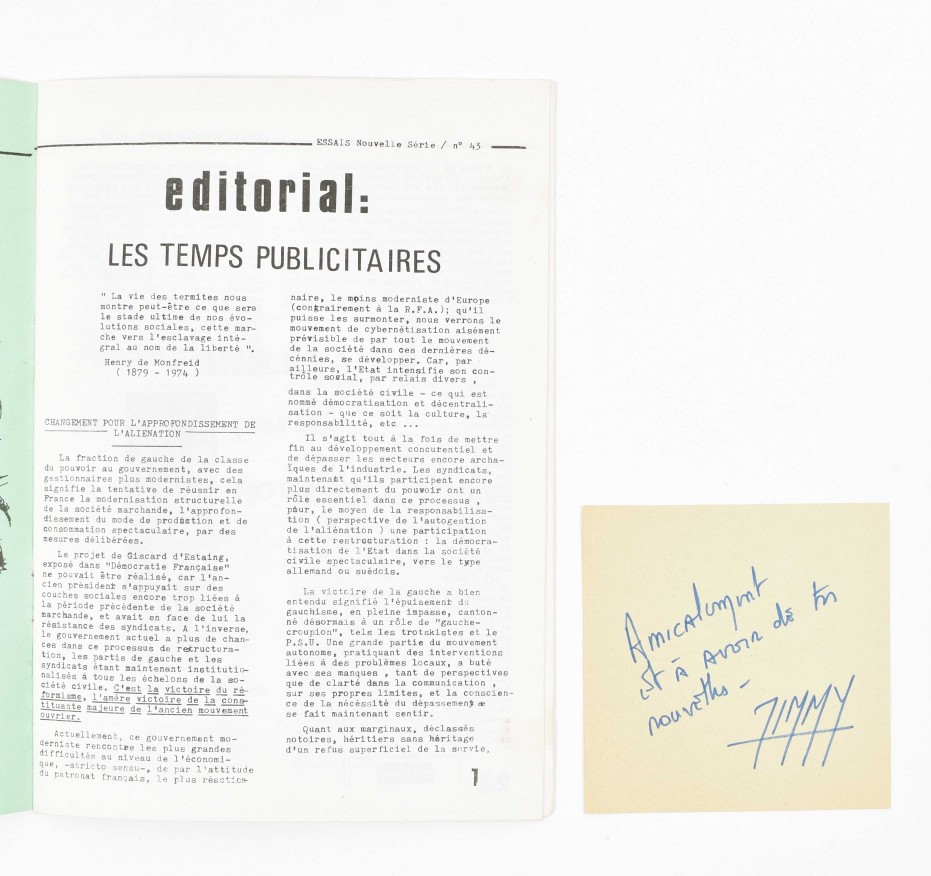 ESSAIS Nouvelle Série / n° 43
editorial:
LES TEMPS PUBLICITAIRES
" La vie des termites nous
montre peut-être ce que sera
le stade ultime de nos évo-
lutions sociales, cette mar-
che vers l'esclavage inté-
gral au nom de la liberté ".
Henry de Monfreid
( 1879 - 1974 )
CHANGEMENT POUR L'APPROFONDISSEMENT DE
L'ALIENATION
La fraction de gauche de la classe
du pouvoir au gouvernement, avec des
gestionnaires plus modernistes, cela
signifie la tentative de réussir en
France la modernisation structurelle
de la société marchande, l'approfon-
dissement du mode de production et de
consommation spectaculaire, par des
mesures délibérées.
Le projet de Giscard d'Estaing,
exposé dans "Démocratie Française"
ne pouvait être réalisé, car l'an-
cien président s'appuyait sur des
couches sociales encore trop liées à
la période précédente de la société
marchande, et avait en face de lui la
résistance des syndicats. A l'inverse,
le gouvernement actuel a plus de chan-
ces dans ce processus de restructura-
tion, les partis de gauche et les
syndicats étant maintenant institutio-
nalisés à tous les échelons de la so-
ciété civile. C'est la victoire du ré-
formisme, l'amère victoire de la cons-
tituante majeure de l'ancien mouvement
ouvrier.
Actuellement, ce gouvernement mo-
derniste rencontre les plus grandes
difficultés au niveau de l'économi-
que, -stricto sensu-, de par l'attitude
du patronat français, le plus réaction-
naire, le moins moderniste d'Europe
(contrairement à la R.F.A.); qu'il
puisse les surmonter, nous verrons le
mouvement de cybernétisation aisément
prévisible de par tout le mouvement
de la société dans ces dernières dé-
cennies, se développer. Car, par
ailleurs, l'Etat intensifie son con-
trôle social, par relais divers ,
dans la société civile - ce qui est
nommé démocratisation et décentrali-
sation - que ce soit la culture, la
responsabilité, etc ...
Il s'agit tout à la fois de mettre
fin au développement concurentiel et
de dépasser les secteurs encore archa-
ïques de l'industrie. Les syndicats,
maintenant qu'ils participent encore
plus directement du pouvoir ont un
rôle essentiel dans ce processus ,
pour, le moyen de la responsabilisa-
tion ( perspective de l'autogestion
de l'aliénation ) une participation
à cette restructuration : la démocra-
tisation de l'Etat dans la société
civile spectaculaire, vers le type
allemand ou suédois.
La victoire de la gauche a bien
entendu signifié l'épuisement du
gauchisme, en pleine impasse, canton-
né désormais à un rôle de "gauche-
croupion", tels les trotskistes et le
P.S.U. Une grande partie du mouvement
autonome, pratiquant des interventions
liées à des problèmes locaux, a buté
avec ses manques , tant de perspectives
que de clarté dans la communication ,
sur ses propres limites, et la conscien-
ce de la nécéssité du dépassement
se fait maintenant sentir.
Quant aux marginaux, déclassés
notoires, héritiers sans héritage
d'un refus superficiel de la survie,
1
Amicalement
et à avoir de tes
nouvelles -
JIMMY